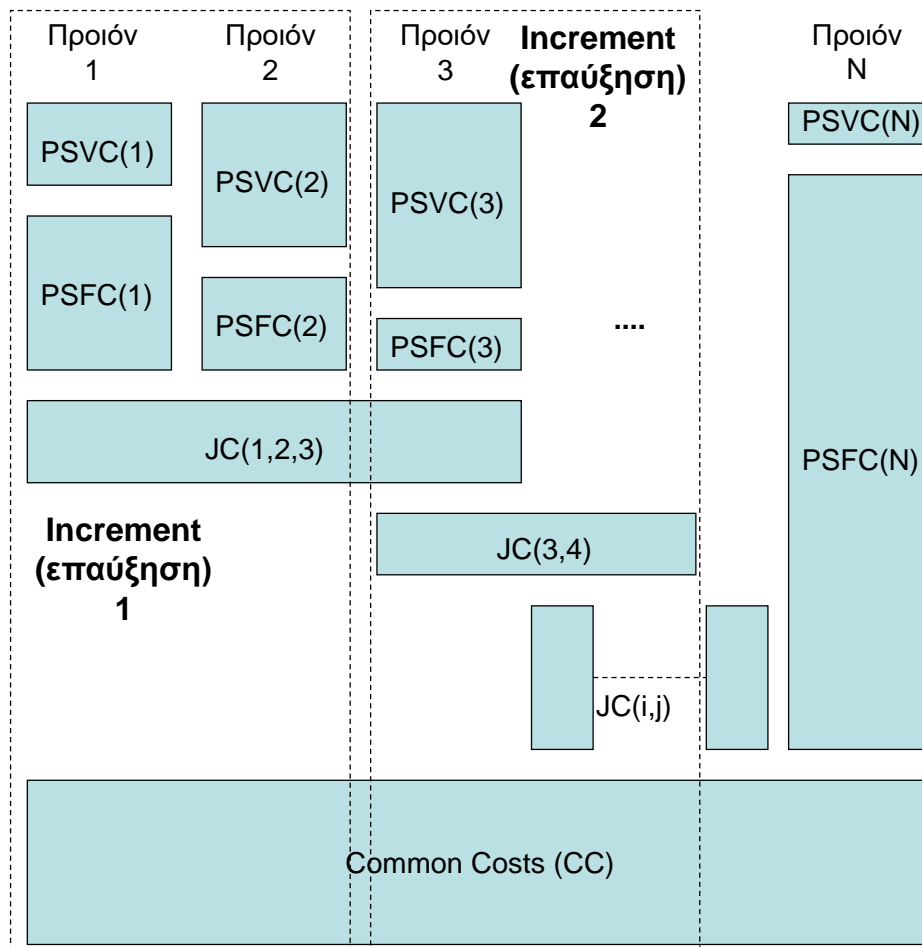 Προιόν
1
Προιόν
2
Προιόν
3
Increment
(επαύξηση)
2
Προιόν
N
PSVC(1)
PSVC(2)
PSVC(3)
PSVC(N)
PSFC(1)
PSFC(2)
PSFC(3)
....
JC(1,2,3)
PSFC(N)
Increment
(επαύξηση)
1
JC(3,4)
JC(i,j)
Common Costs (CC)